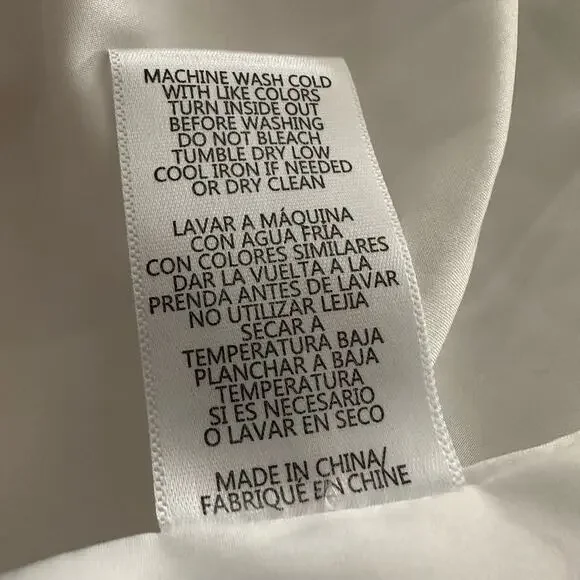 MACHINE WASH COLD
WITH LIKE COLORS
TURN INSIDE OUT
BEFORE WASHING
DO NOT BLEACH
TUMBLE DRY LOW
COOL IRON IF NEEDED
OR DRY CLEAN
LAVAR A MÁQUINA
CON AGUA FRÍA
CON COLORES SIMILARES
DAR LA VUELTA A LA
PRENDA ANTES DE LAVAR
NO UTILIZAR LEJÍA
SECAR A
TEMPERATURA BAJA
PLANCHAR A BAJA
TEMPERATURA
SI ES NECESARIO
O LAVAR EN SECO
MADE IN CHINA/
FABRIQUÉ EN CHINE